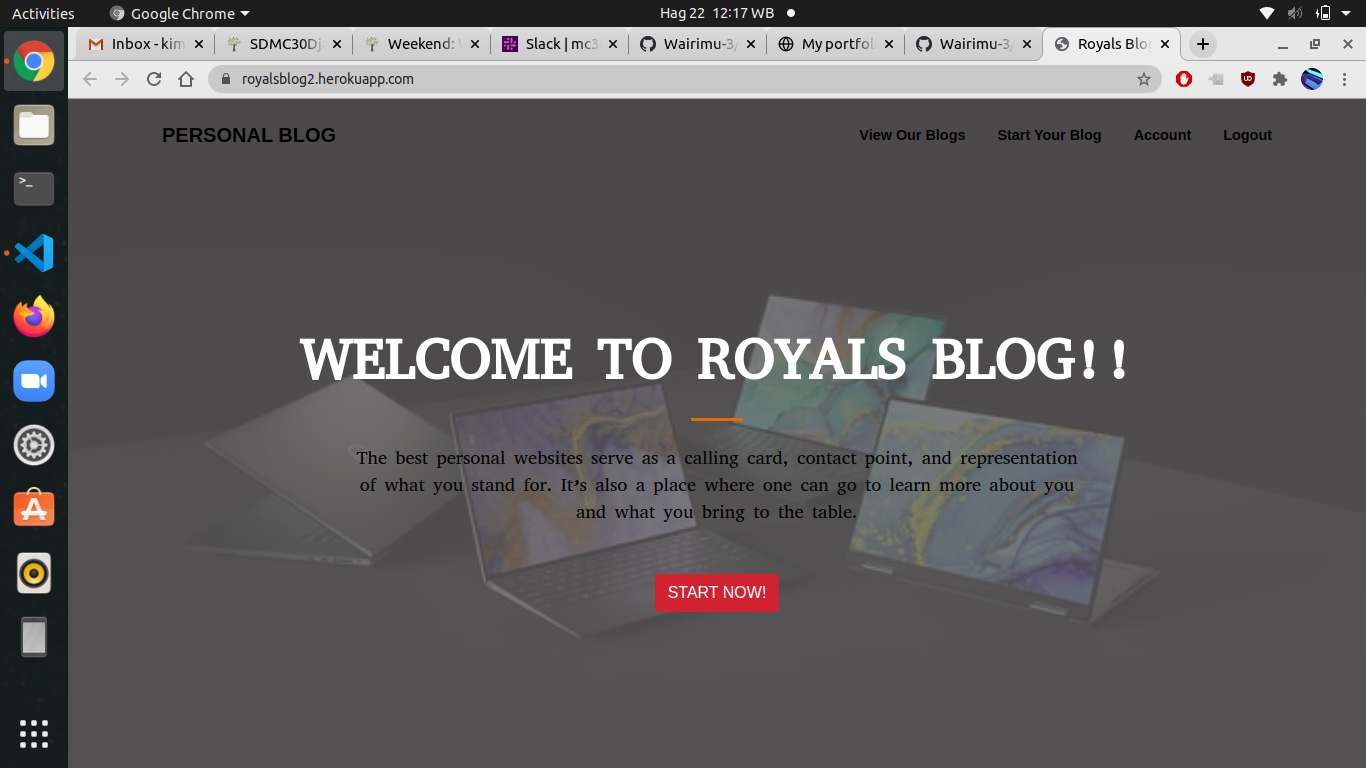 Activities
Google Chrome
Hag 22 12:17 WB
Inbox - kim
SDMC30Dj
Weekend:
Slack | mc3
Wairimu-3/
My portfoli
Wairimu-3/
Royals Blog
royalsblog2.herokuapp.com
PERSONAL BLOG
View Our Blogs
Start Your Blog
Account
Logout
WELCOME TO ROYALS BLOG!!
The best personal websites serve as a calling card, contact point, and representation
of what you stand for. It's also a place where one can go to learn more about you
and what you bring to the table.
START NOW!